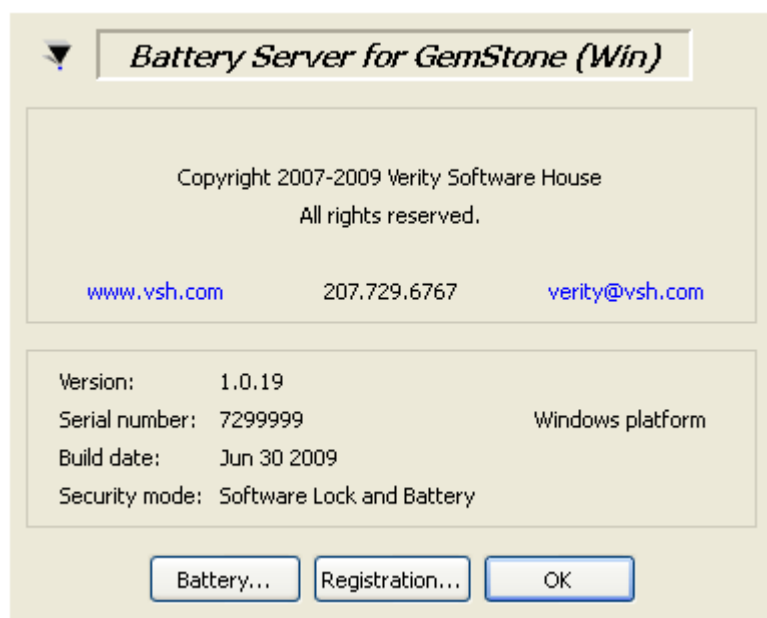 Battery Server for GemStone (Win)
Copyright 2007-2009 Verity Software House
All rights reserved.
www.vsh.com 207.729.6767 verity@vsh.com
Version: 1.0.19
Serial number: 7299999 Windows platform
Build date: Jun 30 2009
Security mode: Software Lock and Battery
Battery... Registration... OK